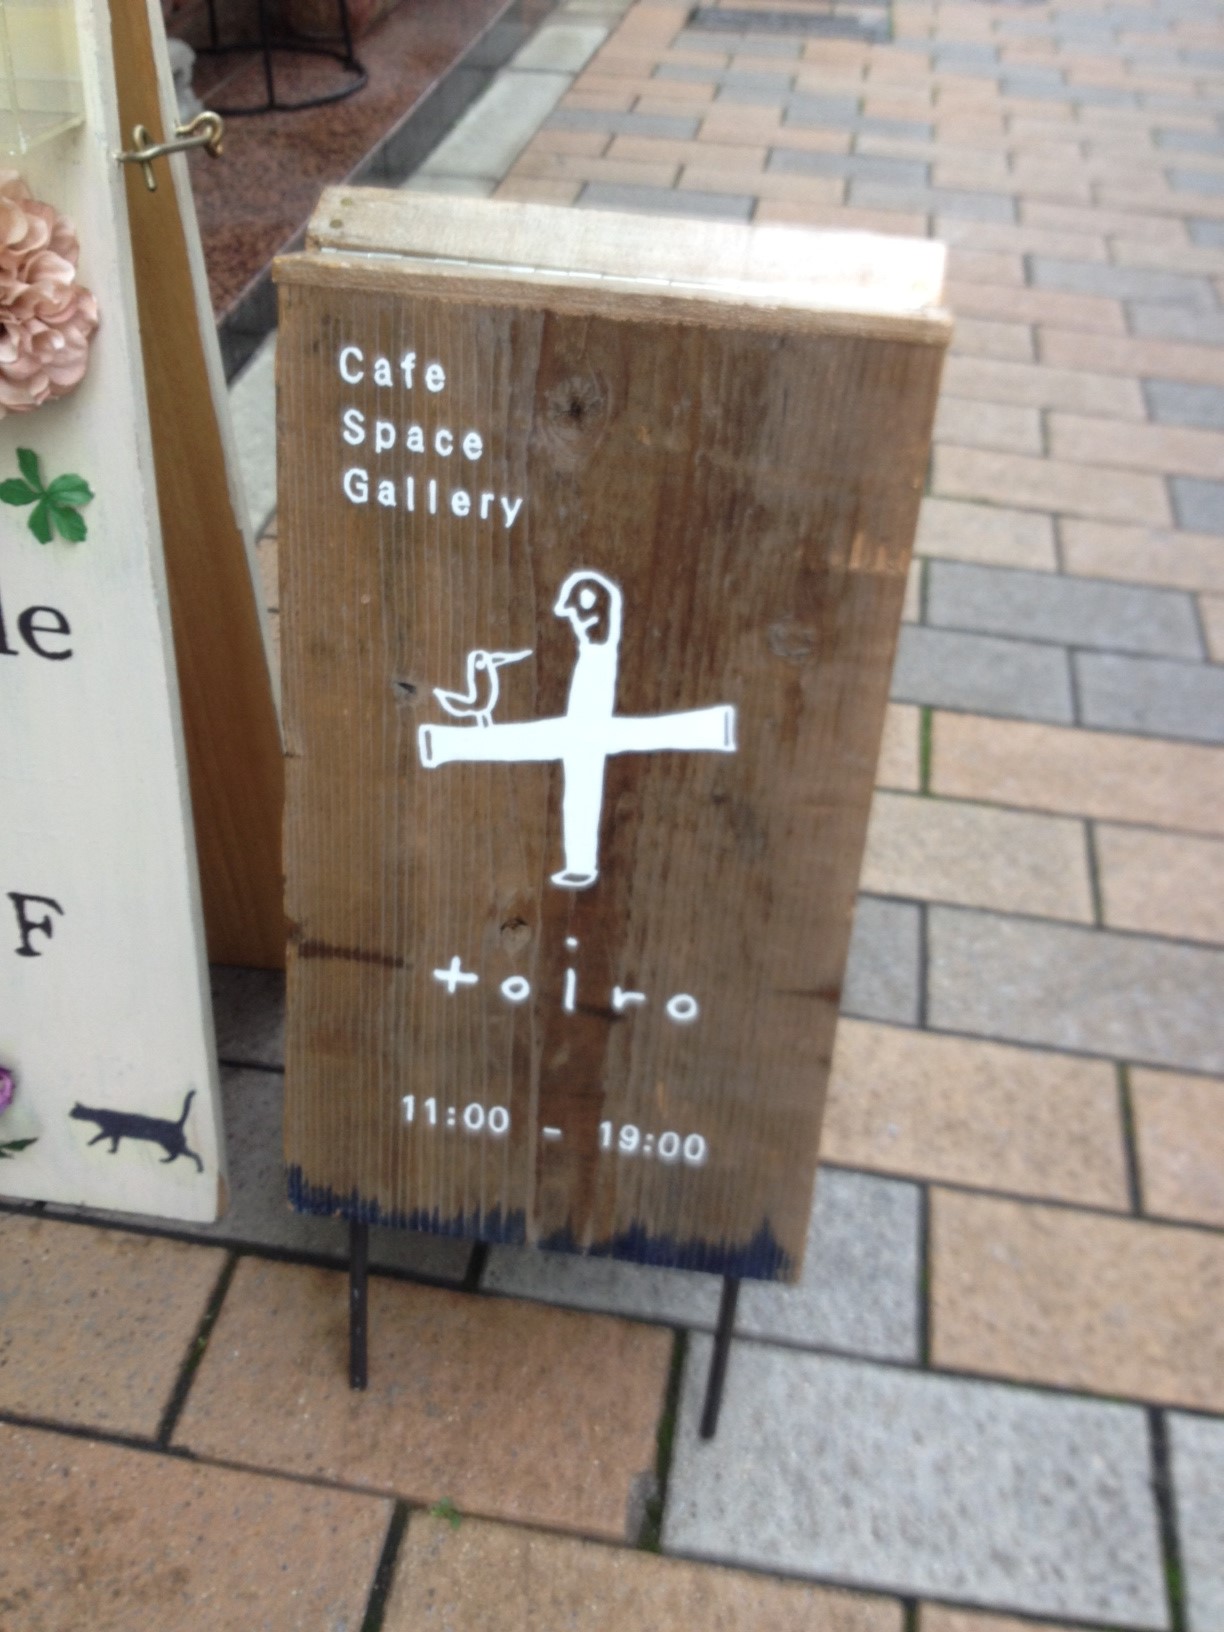 Cafe
Space
Gallery
toiro
11:00 - 19:00
le
F